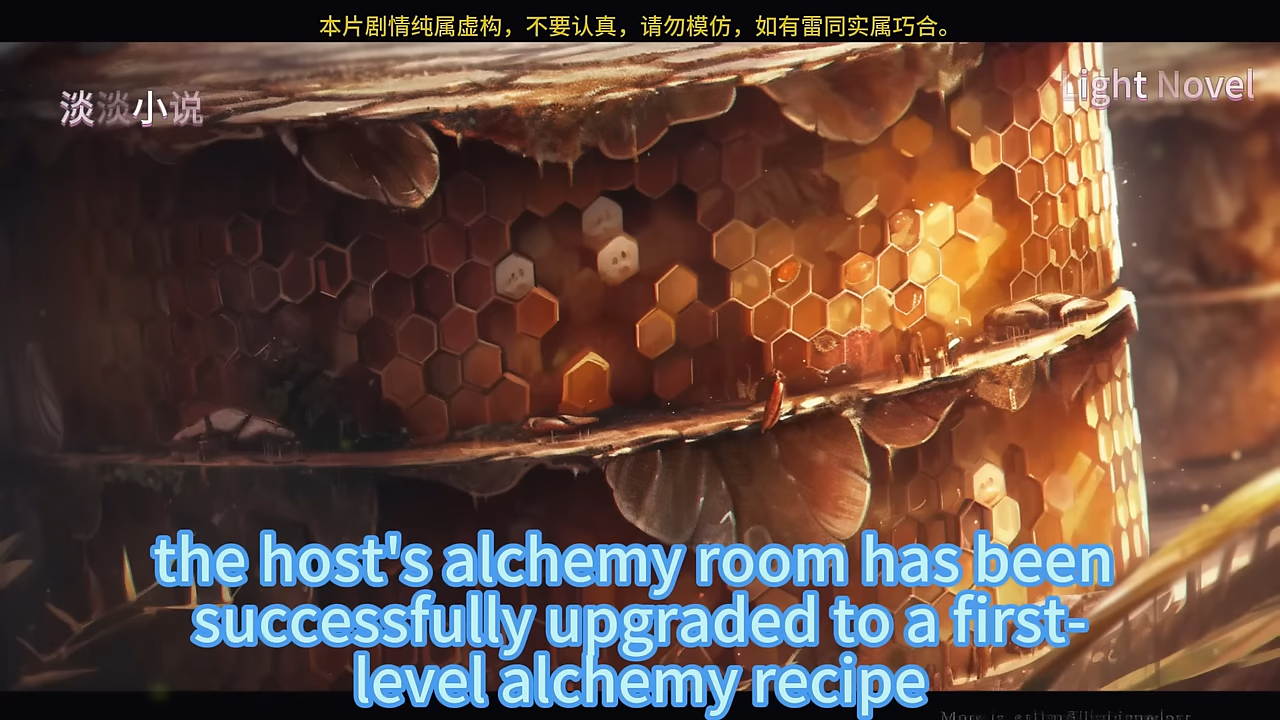 本片剧情纯属虚构，不要认真，请勿模仿，如有雷同实属巧合。
淡淡小说
Light Novel
the host's alchemy room has been
successfully upgraded to a first-
level alchemy recipe